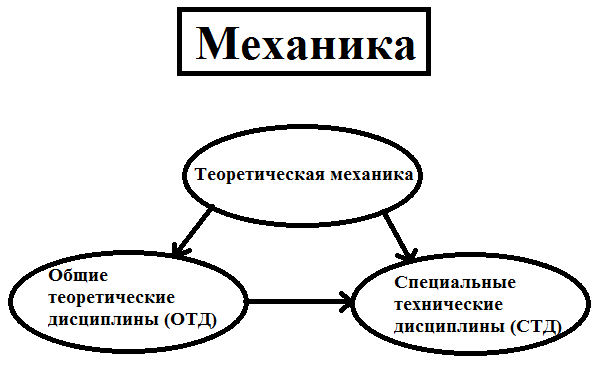 Механика
Теоретическая механика
Общие
теоретические
дисциплины (ОТД)
Специальные
технические
дисциплины (СТД)